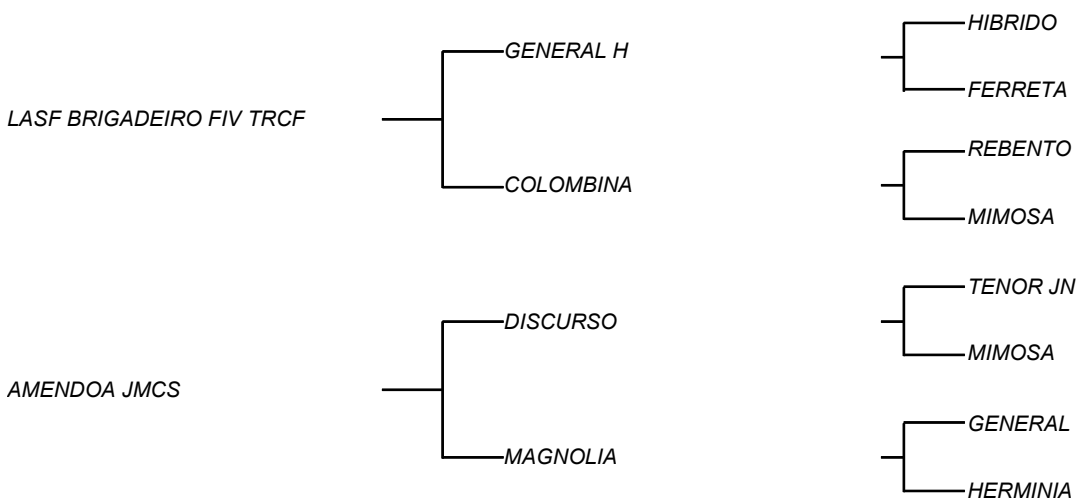 HIBRIDO
GENERAL H
FERRETA
LASF BRIGADEIRO FIV TRCF
REBENTO
COLOMBINA
MIMOSA
TENOR JN
DISCURSO
MIMOSA
AMENDOA JMCS
GENERAL
MAGNOLIA
HERMINIA